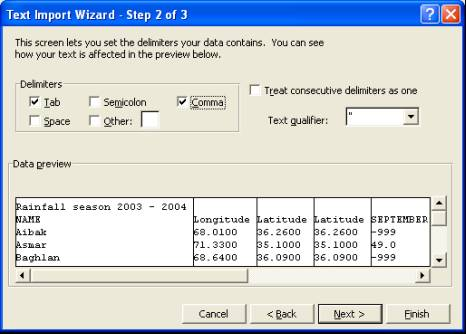 Text Import Wizard - Step 2 of 3
This screen lets you set the delimiters your data contains. You can see
how your text is affected in the preview below.
Delimiters
Tab Semicolon Comma
Space Other:
Treat consecutive delimiters as one
Text qualifier: "
Data preview
Rainfall season 2003 - 2004
NAME Longitude Latitude Latitude SEPTEMBER
Aibak 68.0100 36.2600 36.2600 -999
Asmar 71.3300 35.1000 35.1000 49.0
Baghlan 68.6400 36.0900 36.0900 -999
Cancel < Back Next > Finish